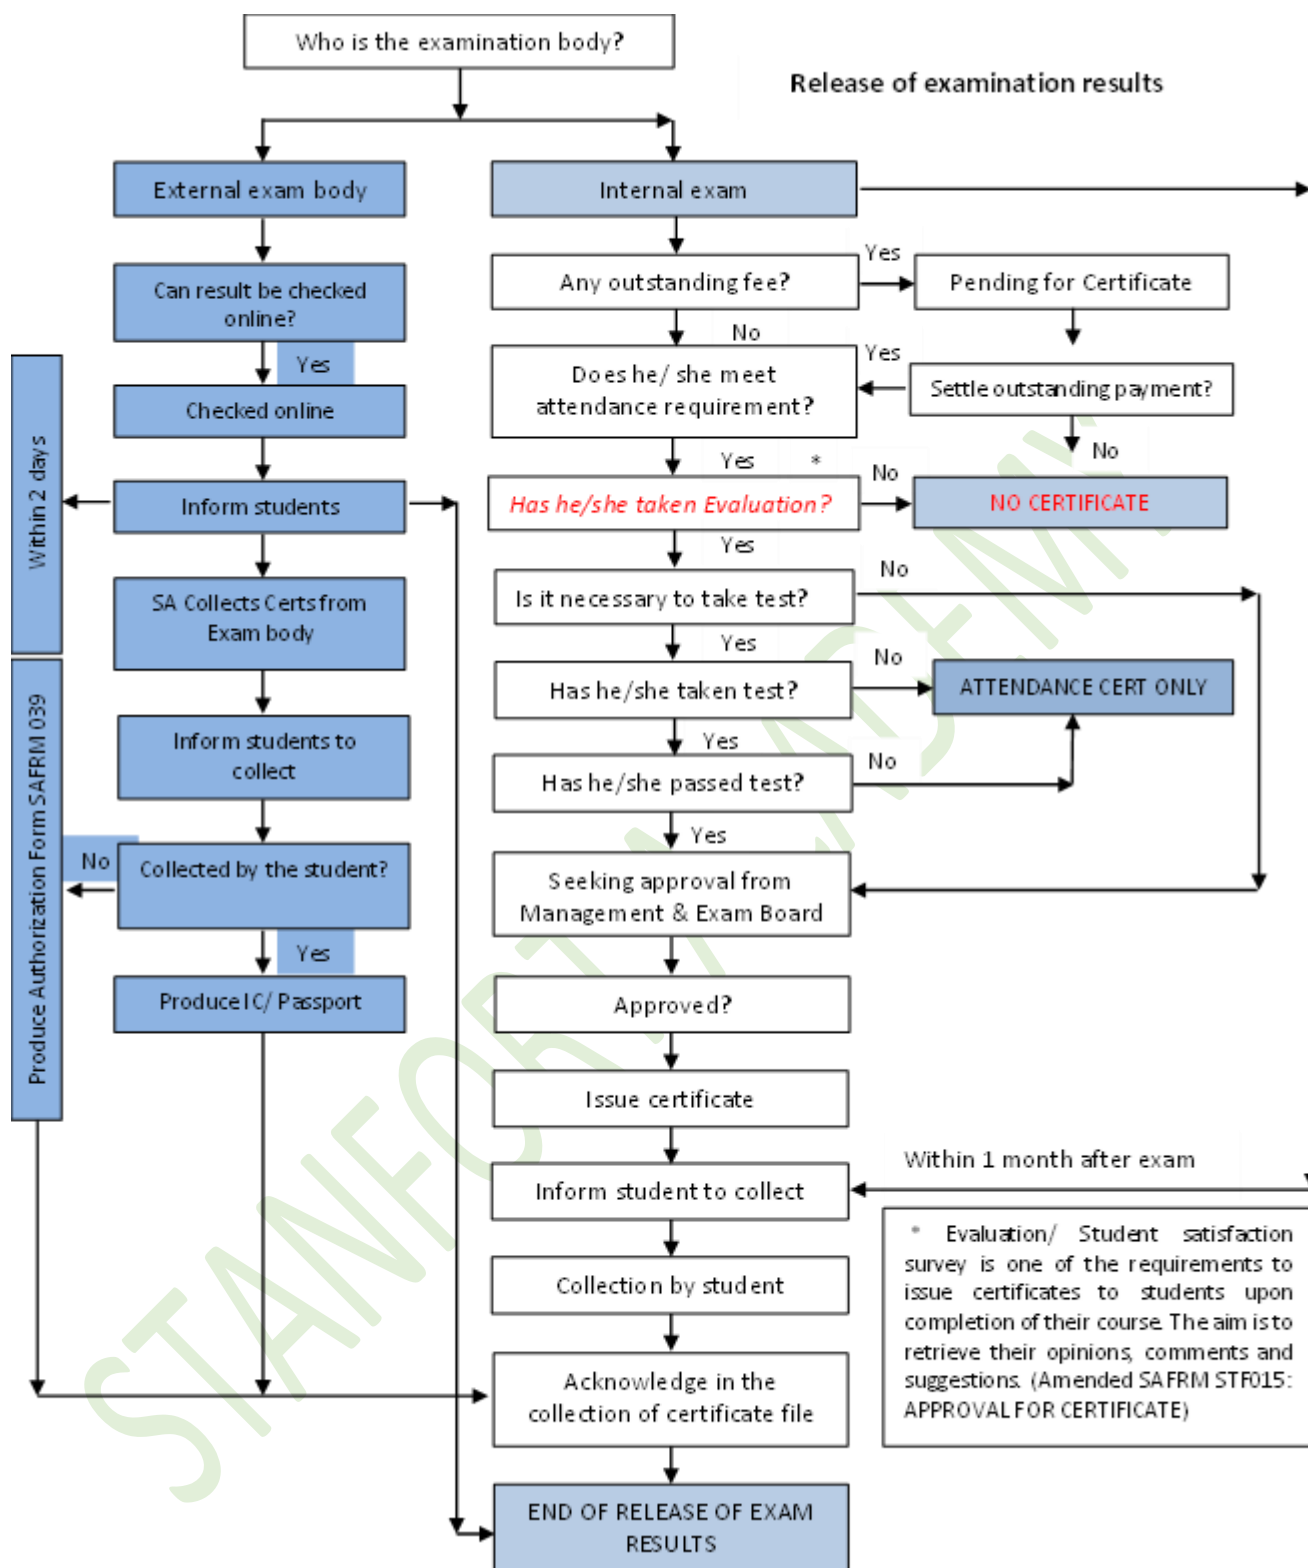 Who is the examination body?
Release of examination results
External exam body
Internal exam
Can result be checked
online?
Yes
Checked online
Inform students
Within 2 days
SA Collects Certs from
Exam body
Inform students to
collect
Collected by the student?
No
Yes
Produce IC/ Passport
Produce Authorization Form SAFRM 039
Any outstanding fee?
Yes
Pending for Certificate
No
Does he/ she meet
attendance requirement?
Yes
Settle outstanding payment?
No
Yes
*
Has he/she taken Evaluation?
No
NO CERTIFICATE
Yes
Is it necessary to take test?
No
Yes
Has he/she taken test?
No
ATTENDANCE CERT ONLY
Yes
Has he/she passed test?
No
Yes
Seeking approval from
Management & Exam Board
Approved?
Issue certificate
Within 1 month after exam
Inform student to collect
Collection by student
Acknowledge in the
collection of certificate file
END OF RELEASE OF EXAM
RESULTS
* Evaluation/ Student satisfaction
survey is one of the requirements to
issue certificates to students upon
completion of their course. The aim is to
retrieve their opinions, comments and
suggestions. (Amended SAFRM STF015:
APPROVAL FOR CERTIFICATE)
STANFORT ACADEMY